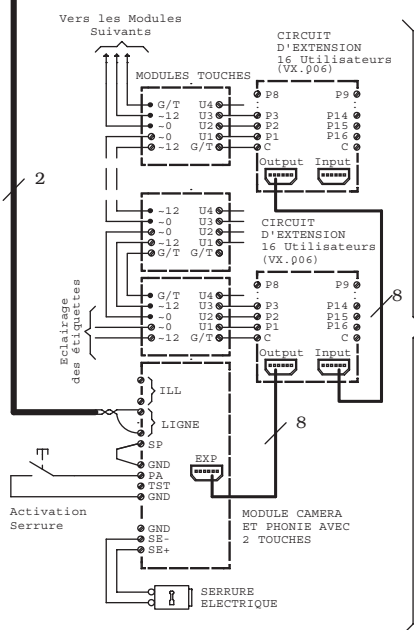 Vers les Modules
Suivants
CIRCUIT
D'EXTENSION
16 Utilisateurs
(VX.006)
MODULES TOUCHES
P8 P9
G/T U4
~12 U3 P3 P14
~0 U2 P2 P15
~0 U1 P1 P16
~12 G/T C C
Output Input
2
~12 U4
~0 U3
~0 U2
~12 U1
G/T G/T
CIRCUIT
D'EXTENSION
16 Utilisateurs
(VX.006)
P8 P9
G/T U4
~12 U3 P3 P14
~0 U2 P2 P15
~0 U1 P1 P16
~12 G/T C C
8
Eclairage
des étiquettes
Output Input
ILL
LIGNE
8
SP
GND
EXP
PA
TST
GND
Activation
Serrure
GND
SE-
SE+
MODULE CAMERA
ET PHONIE AVEC
2 TOUCHES
SERRURE
ELECTRIQUE